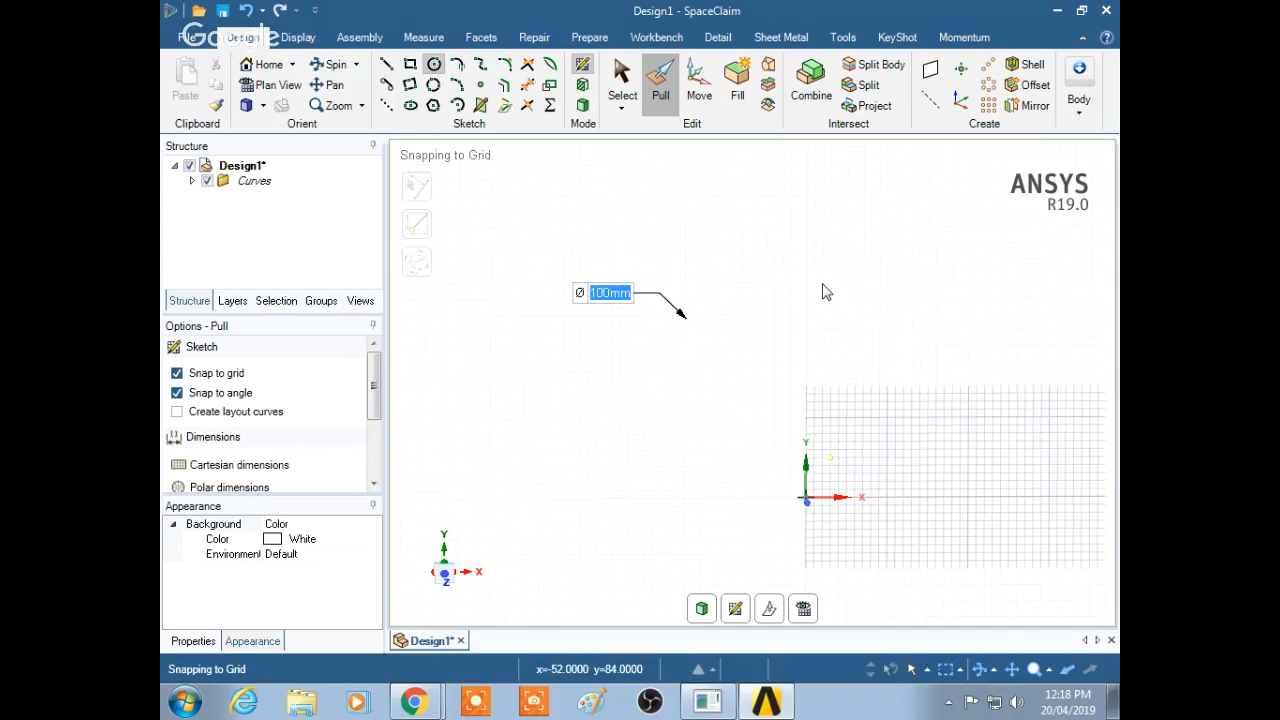 Design1 - SpaceClaim
Google
File Design Display Assembly Measure Facets Repair Prepare Workbench Detail Sheet Metal Tools KeyShot Momentum
Paste
Home
Plan View
Spin
Pan
Zoom
Select
Pull
Move
Fill
Combine
Split Body
Split
Project
Shell
Offset
Mirror
Body
Clipboard Orient Sketch Mode Edit Intersect Create
Structure
Design1*
Curves
Structure Layers Selection Groups Views
Options - Pull
Sketch
Snap to grid
Snap to angle
Create layout curves
Dimensions
Cartesian dimensions
Polar dimensions
Appearance
Background Color
Color White
Environment Default
Properties Appearance
Snapping to Grid
ANSYS
R19.0
Ø 100mm
Y
X
Y
X
Z
Design1*
Snapping to Grid
x=-52.0000 y=84.0000
12:18 PM
20/04/2019